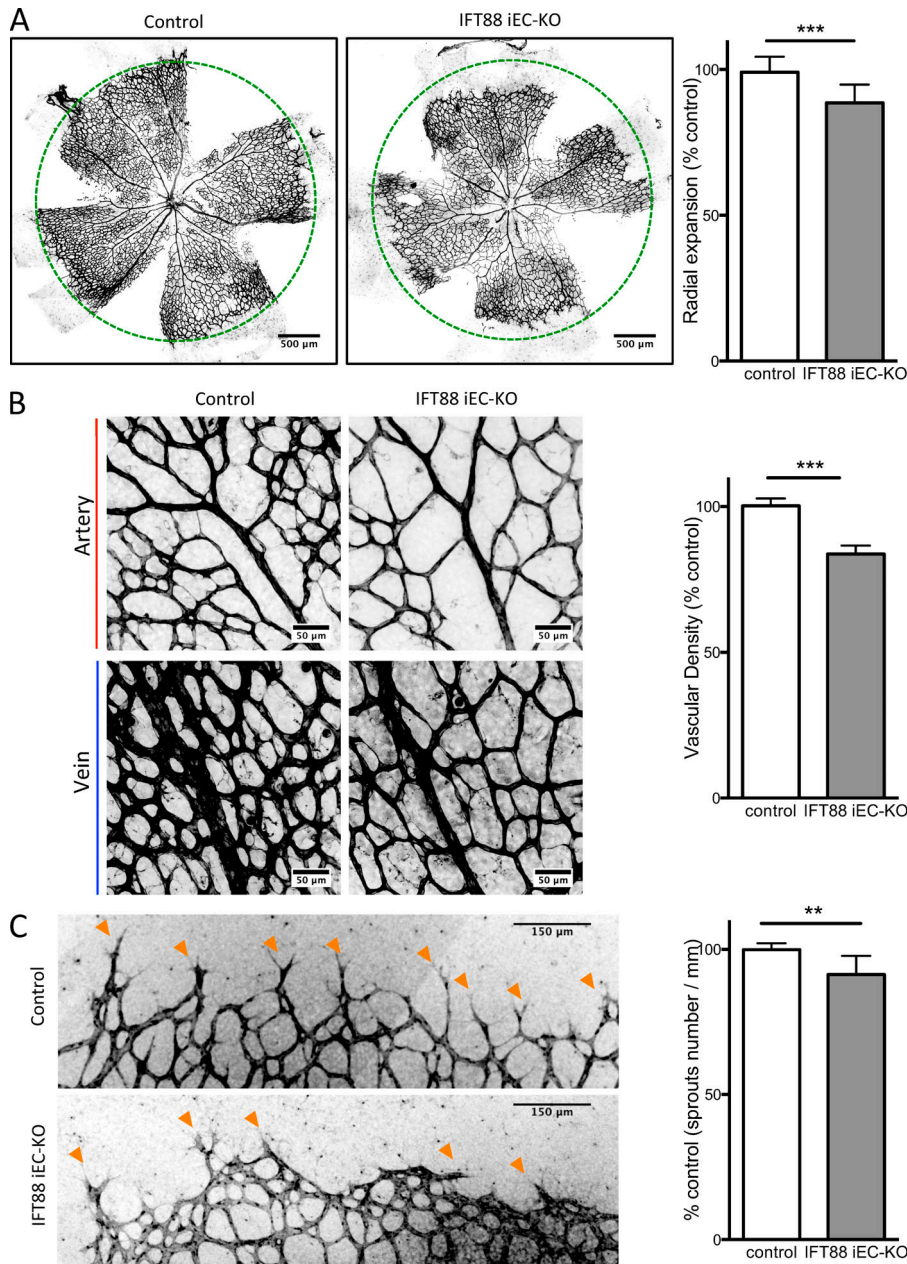 A
Control
IFT88 iEC-KO
500 µm
500 µm
Radial expansion (% control)
100
50
0
***
control
IFT88 iEC-KO
B
Control
IFT88 iEC-KO
Artery
50 µm
50 µm
Vein
50 µm
50 µm
Vascular Density (% control)
100
50
0
***
control
IFT88 iEC-KO
C
Control
150 µm
IFT88 iEC-KO
150 µm
% control (sprouts number / mm)
100
50
0
**
control
IFT88 iEC-KO